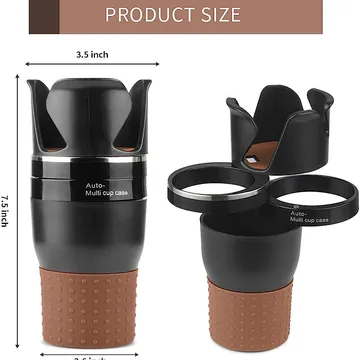 PRODUCT SIZE
3.5 inch
7.5 inch
Auto-
Multi cup case
Auto-
Multi cup case